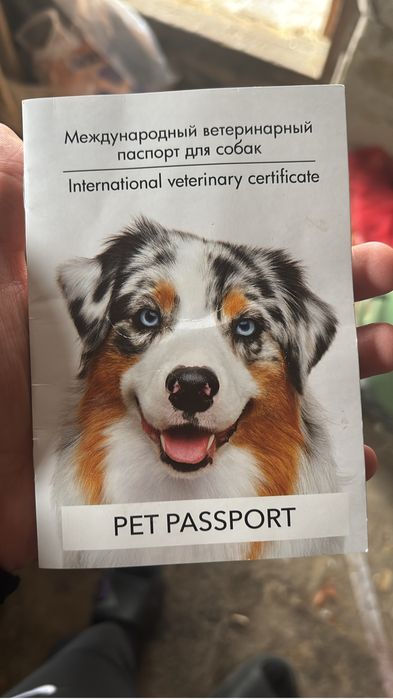 Международный ветеринарный
паспорт для собак
International veterinary certificate
PET PASSPORT